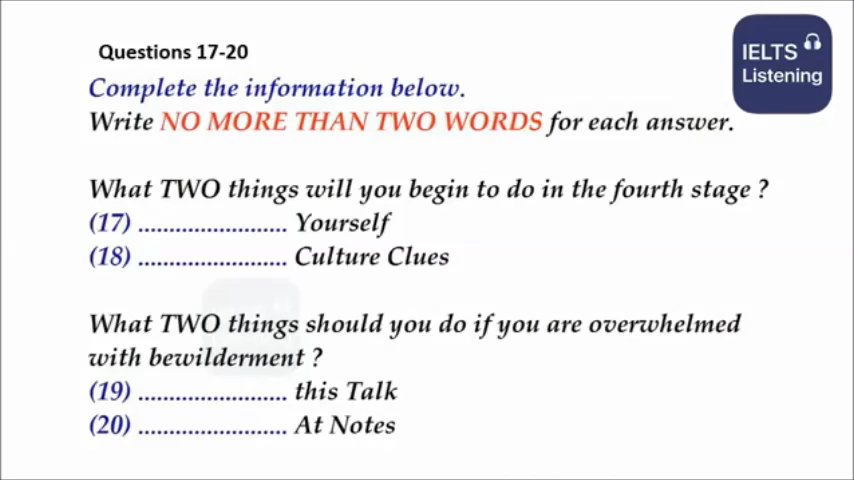 Questions 17-20
IELTS
Listening
Complete the information below.
Write NO MORE THAN TWO WORDS for each answer.
What TWO things will you begin to do in the fourth stage ?
(17) ........................ Yourself
(18) ........................ Culture Clues
What TWO things should you do if you are overwhelmed
with bewilderment ?
(19) ........................ this Talk
(20) ........................ At Notes